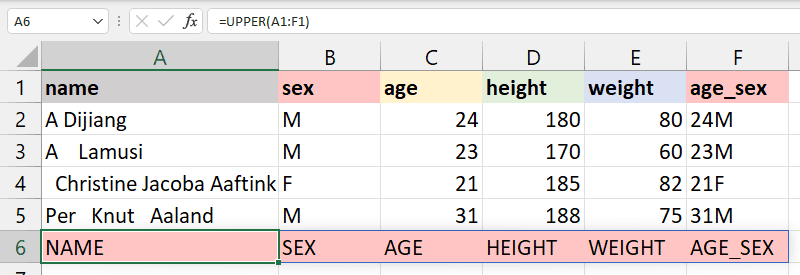 A6 fx =UPPER(A1:F1)
A B C D E F
1 name sex age height weight age_sex
2 A Dijiang M 24 180 80 24M
3 A    Lamusi M 23 170 60 23M
4   Christine Jacoba Aaftink F 21 185 82 21F
5 Per   Knut   Aaland M 31 188 75 31M
6 NAME SEX AGE HEIGHT WEIGHT AGE_SEX